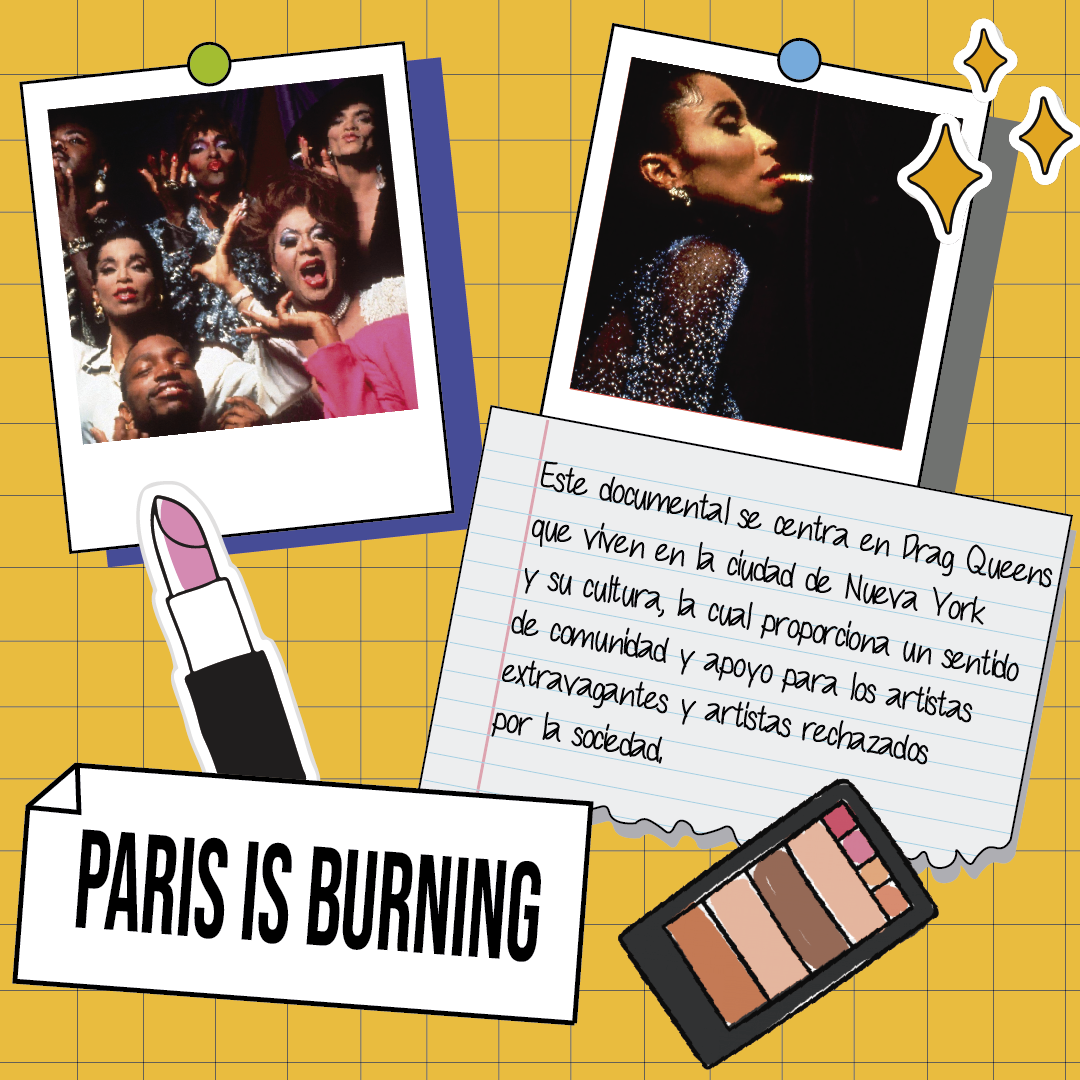 Este documental se centra en Drag Queens
que viven en la ciudad de Nueva York
y su cultura, la cual proporciona un sentido
de comunidad y apoyo para los artistas
extravagantes y artistas rechazados
por la sociedad.
PARIS IS BURNING